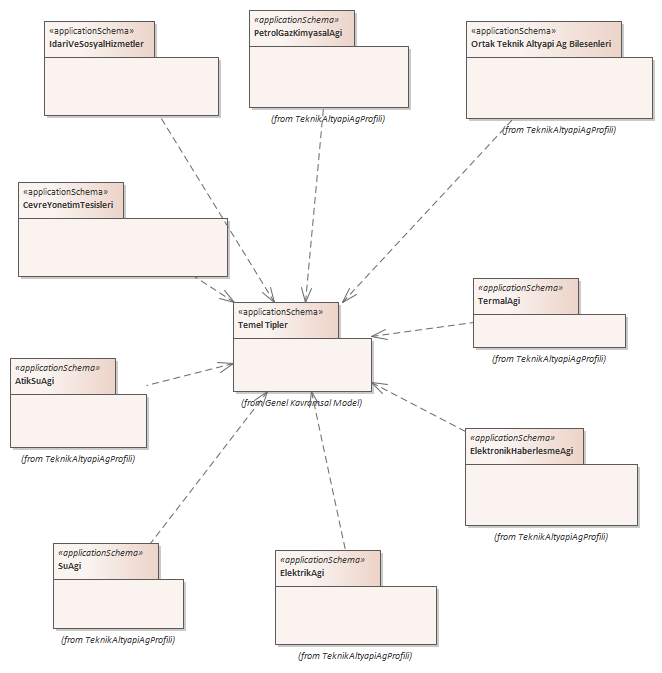 «applicationSchema»
IdariVeSosyalHizmetler
«applicationSchema»
PetrolGazKimyasalAgi
(from TeknikAltyapiAgProfili)
«applicationSchema»
Ortak Teknik Altyapi Ag Bilesenleri
(from TeknikAltyapiAgProfili)
«applicationSchema»
CevreYonetimTesisleri
«applicationSchema»
Temel Tipler
(from Genel Kavramsal Model)
«applicationSchema»
TermalAgi
(from TeknikAltyapiAgProfili)
«applicationSchema»
AtikSuAgi
(from TeknikAltyapiAgProfili)
«applicationSchema»
ElektronikHaberlesmeAgi
(from TeknikAltyapiAgProfili)
«applicationSchema»
SuAgi
(from TeknikAltyapiAgProfili)
«applicationSchema»
ElektrikAgi
(from TeknikAltyapiAgProfili)